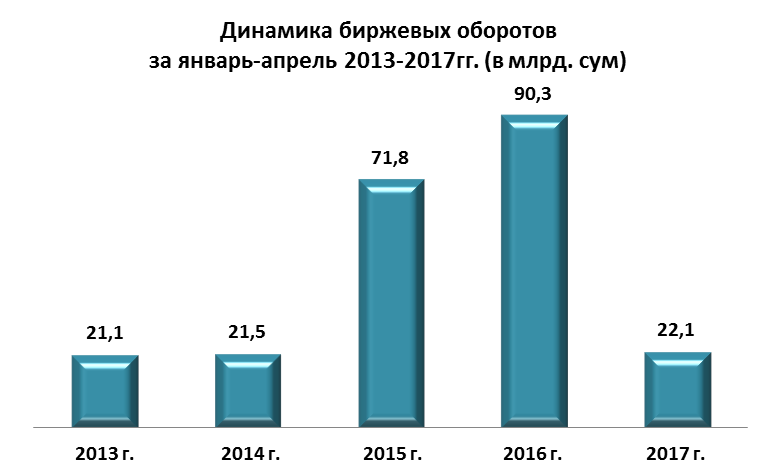 Динамика биржевых оборотов
за январь-апрель 2013-2017гг. (в млрд. сум)
90,3
71,8
21,1
21,5
22,1
2013 г.
2014 г.
2015 г.
2016 г.
2017 г.